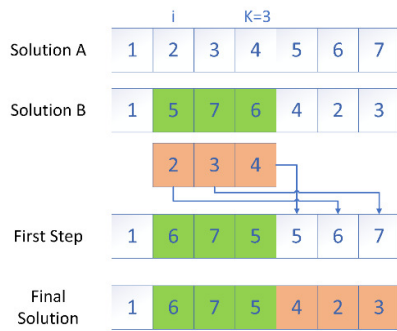 i K=3
Solution A 1 2 3 4 5 6 7
Solution B 1 5 7 6 4 2 3
2 3 4
First Step 1 6 7 5 5 6 7
Final
Solution 1 6 7 5 4 2 3